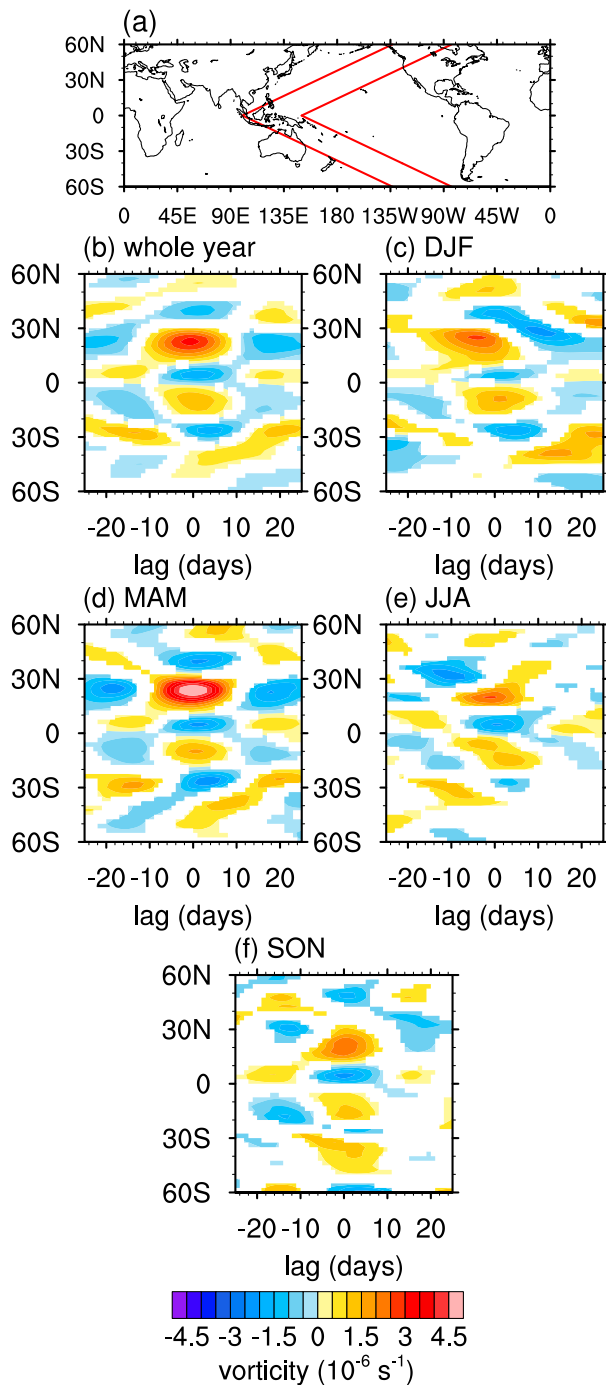 (a)
60N
30N
0
30S
60S
0 45E 90E 135E 180 135W 90W 45W 0
(b) whole year
60N
30N
0
30S
60S
-20 -10 0 10 20
lag (days)
(c) DJF
60N
30N
0
30S
60S
-20 -10 0 10 20
lag (days)
(d) MAM
60N
30N
0
30S
60S
-20 -10 0 10 20
lag (days)
(e) JJA
60N
30N
0
30S
60S
-20 -10 0 10 20
lag (days)
(f) SON
60N
30N
0
30S
60S
-20 -10 0 10 20
lag (days)
-4.5 -3 -1.5 0 1.5 3 4.5
vorticity (10⁻⁶ s⁻¹)